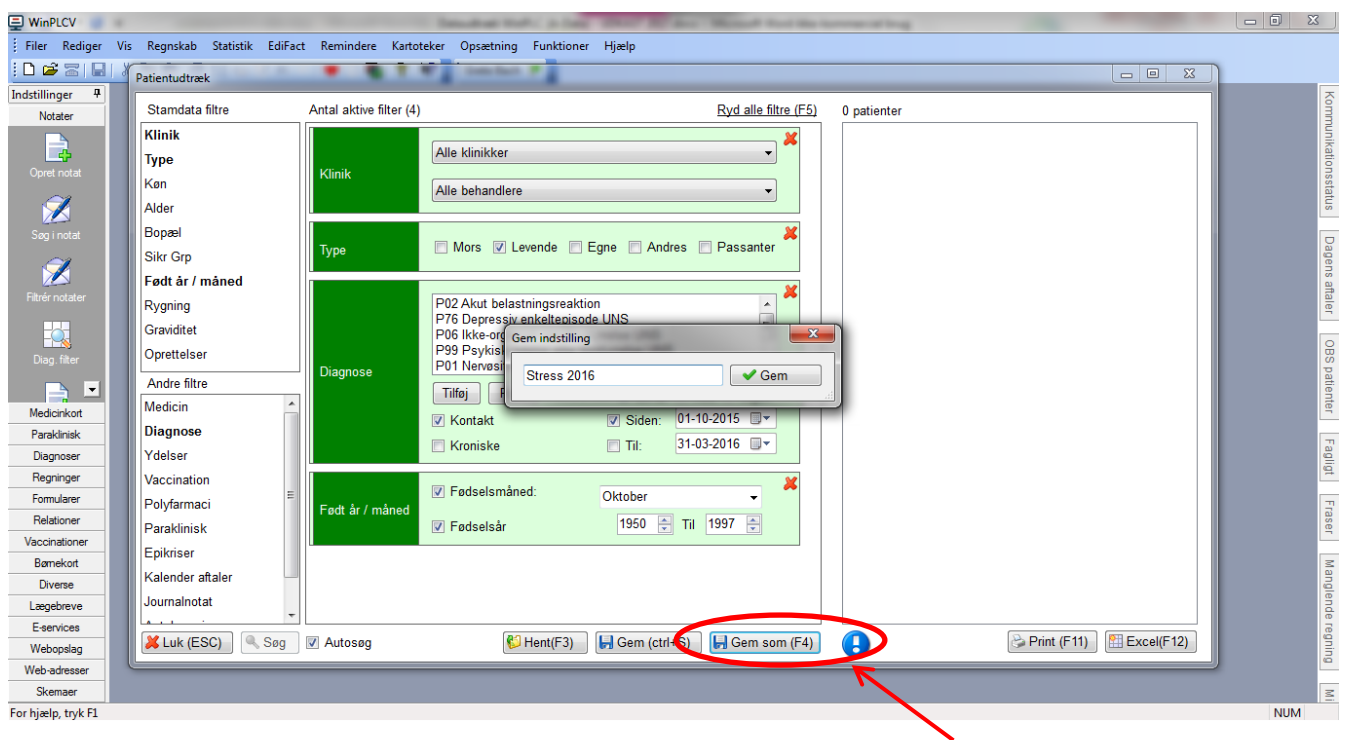 WinPLCV
Filer Rediger Vis Regnskab Statistik EdiFact Remindere Kartoteker Opsætning Funktioner Hjælp
Indstillinger
Notater
Opret notat
Søg i notat
Filtrér notater
Diag. filter
Medicinkort
Paraklinisk
Diagnoser
Regninger
Formularer
Relationer
Vaccinationer
Børnekort
Diverse
Lægebreve
E-services
Webopslag
Web-adresser
Skemaer
Patientudtræk
Stamdata filtre
Klinik
Type
Køn
Alder
Bopæl
Sikr Grp
Født år / måned
Rygning
Graviditet
Oprettelser
Andre filtre
Medicin
Diagnose
Ydelser
Vaccination
Polyfarmaci
Paraklinisk
Epikriser
Kalender aftaler
Journalnotat
Antal aktive filter (4) Ryd alle filtre (F5)
Klinik
Alle klinikker
Alle behandlere
Type
Mors Levende Egne Andres Passanter
Diagnose
P02 Akut belastningsreaktion
P76 Depressiv enkeltepisode UNS
P06 Ikke-org
P99 Psykis
P01 Nervøsi
Tilføj
Kontakt Siden: 01-10-2015
Kroniske Til: 31-03-2016
Gem indstilling
Stress 2016 Gem
Født år / måned
Fødselsmåned: Oktober
Fødselsår 1950 Til 1997
0 patienter
Luk (ESC) Søg Autosøg Hent(F3) Gem (ctrl+S) Gem som (F4) Print (F11) Excel(F12)
Kommunikationsstatus
Dagens aftaler
OBS patienter
Fagligt
Fraser
Manglende regning
Mi
For hjælp, tryk F1 NUM